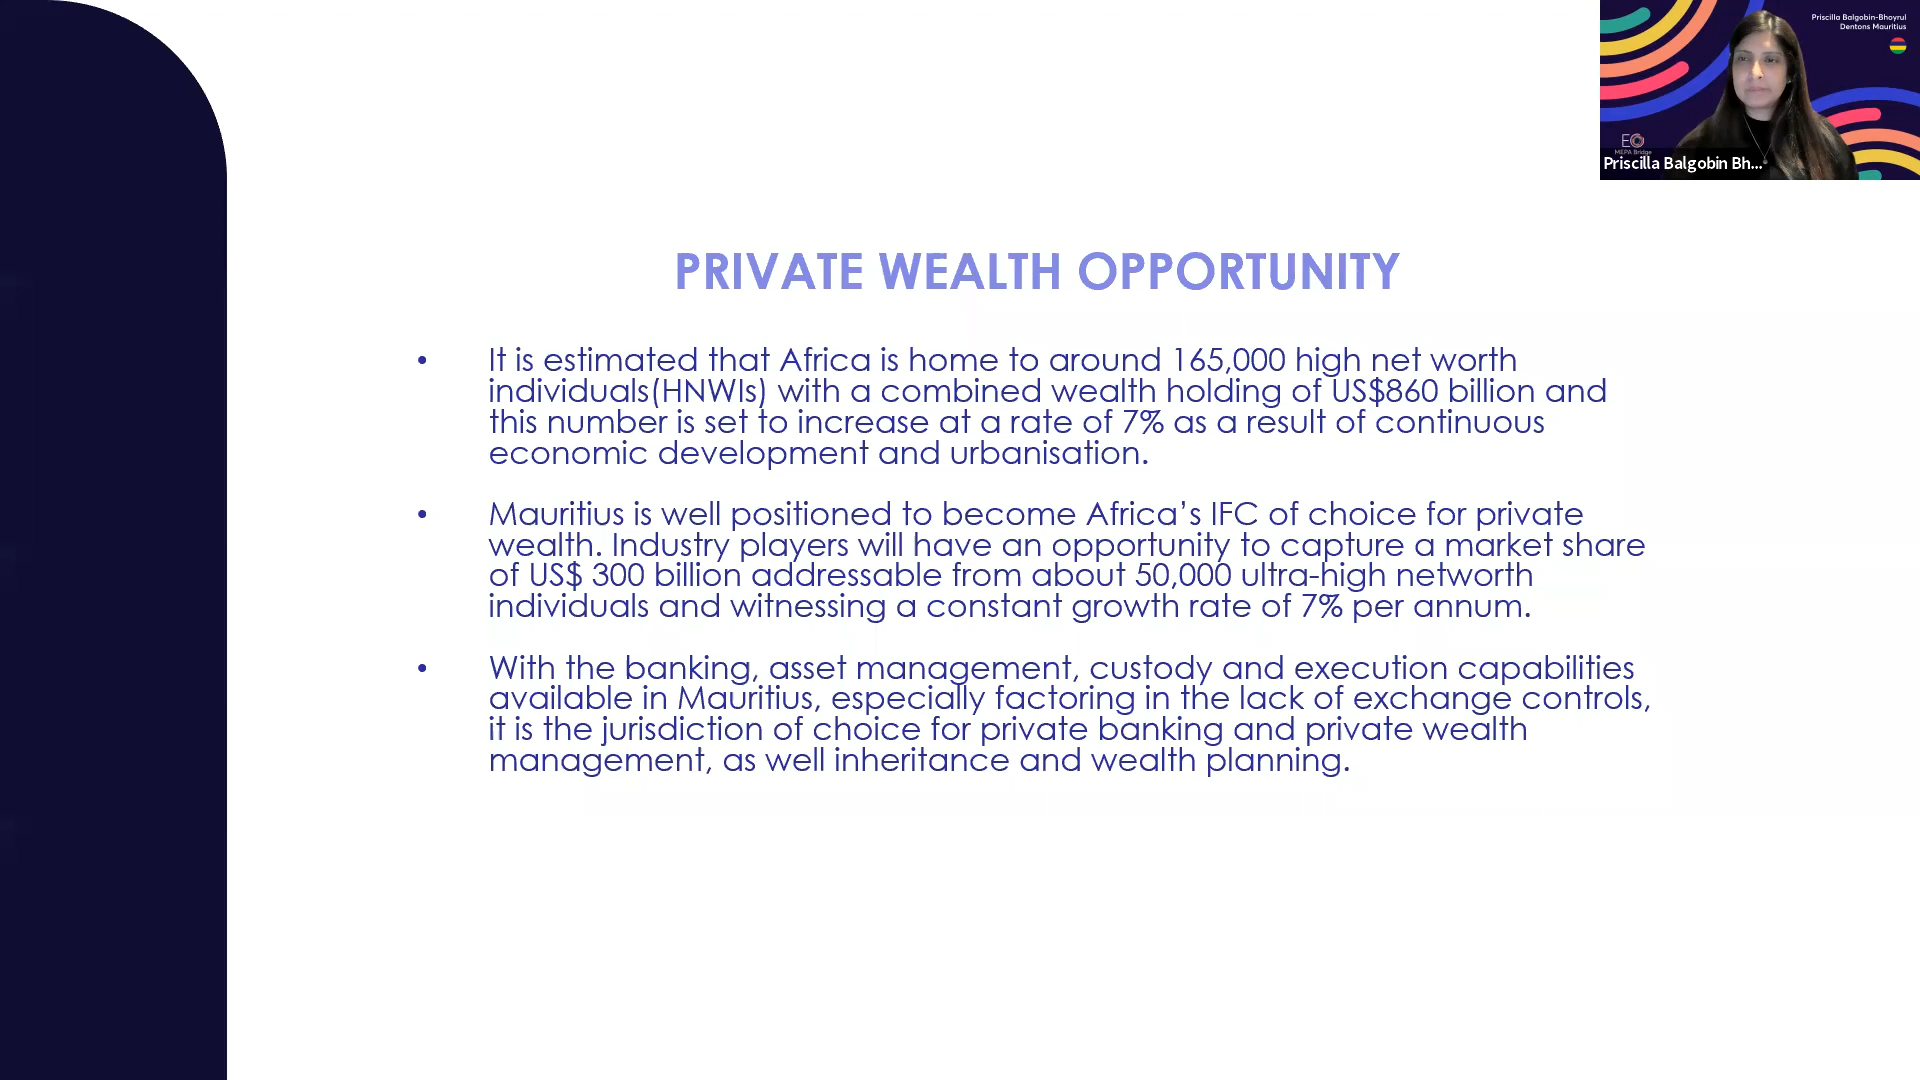 Priscilla Balgobin-Bhoyrul
Dentons Mauritius
EO
MEPA Bridge
Priscilla Balgobin Bh...
PRIVATE WEALTH OPPORTUNITY
• It is estimated that Africa is home to around 165,000 high net worth
individuals(HNWIs) with a combined wealth holding of US$860 billion and
this number is set to increase at a rate of 7% as a result of continuous
economic development and urbanisation.
• Mauritius is well positioned to become Africa’s IFC of choice for private
wealth. Industry players will have an opportunity to capture a market share
of US$ 300 billion addressable from about 50,000 ultra-high networth
individuals and witnessing a constant growth rate of 7% per annum.
• With the banking, asset management, custody and execution capabilities
available in Mauritius, especially factoring in the lack of exchange controls,
it is the jurisdiction of choice for private banking and private wealth
management, as well inheritance and wealth planning.